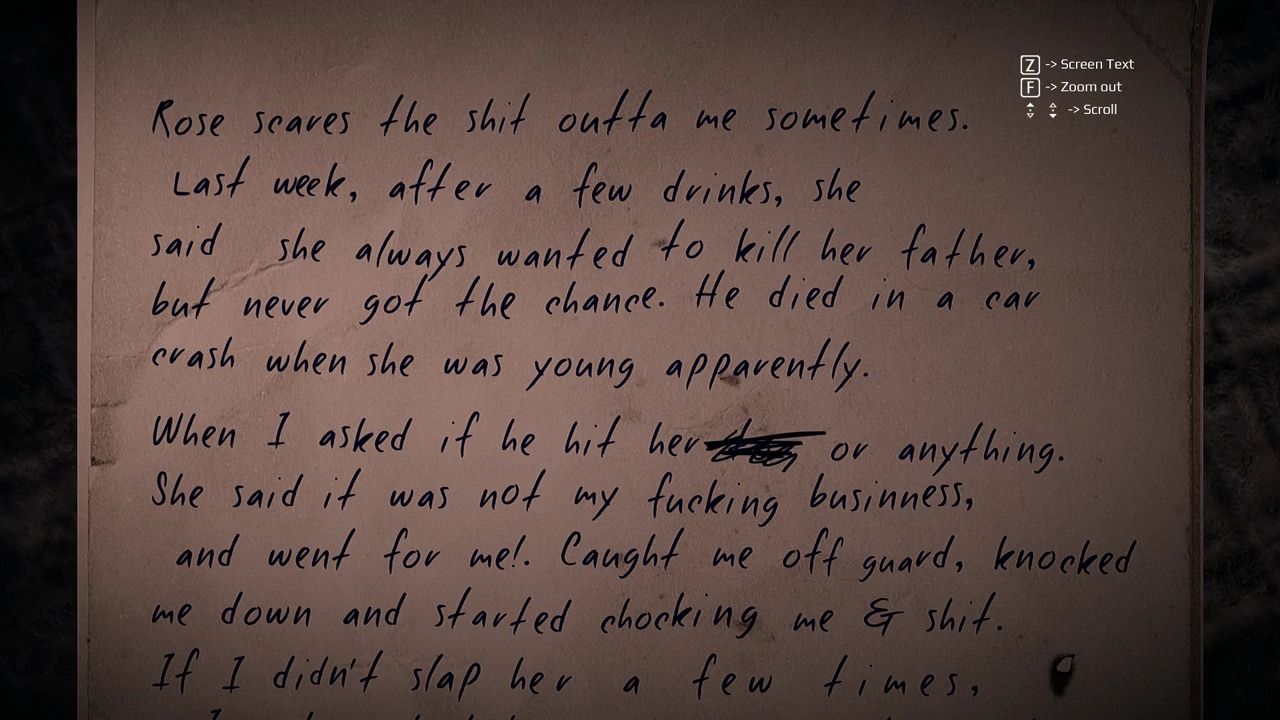 Z -> Screen Text
F -> Zoom out
-> Scroll
Rose scares the shit outta me sometimes.
Last week, after a few drinks, she
said she always wanted to kill her father,
but never got the chance. He died in a car
crash when she was young apparently.
When I asked if he hit her or anything.
She said it was not my fucking businness,
and went for me!. Caught me off guard, knocked
me down and started chocking me & shit.
If I didn't slap her a few times,